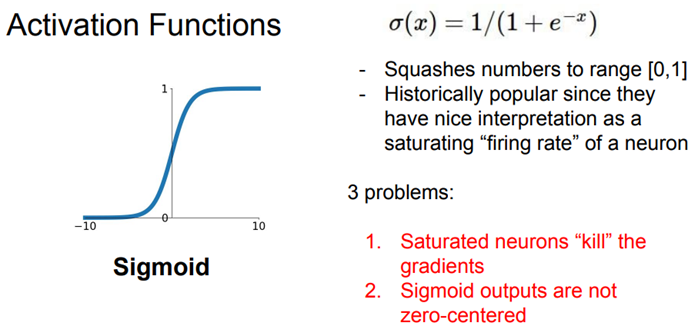 Activation Functions
σ(x) = 1/(1 + e⁻ˣ)
- Squashes numbers to range [0,1]
- Historically popular since they
have nice interpretation as a
saturating “firing rate” of a neuron
1
0
−10
10
Sigmoid
3 problems:
1. Saturated neurons “kill” the
gradients
2. Sigmoid outputs are not
zero-centered